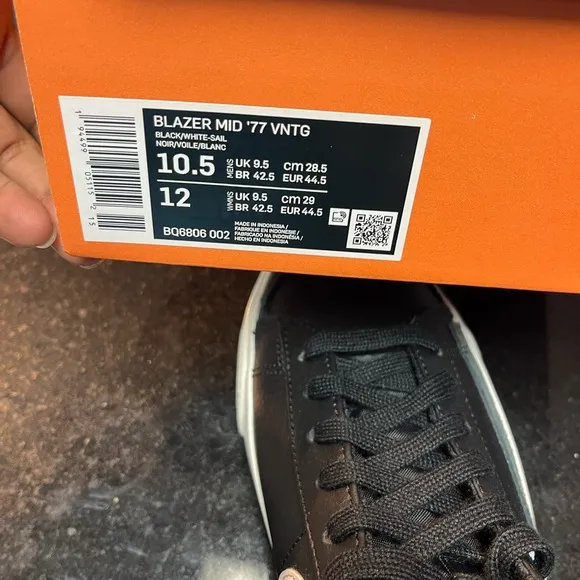 BLAZER MID '77 VNTG
BLACK/WHITE-SAIL
NOIR/VOILE/BLANC
10.5 MENS UK 9.5 CM 28.5
BR 42.5 EUR 44.5
12 WMNS UK 9.5 CM 29
BR 42.5 EUR 44.5
BQ6806 002
MADE IN INDONESIA /
FABRIQUE EN INDONESIE /
FABRICADO NA INDONÉSIA /
HECHO EN INDONESIA